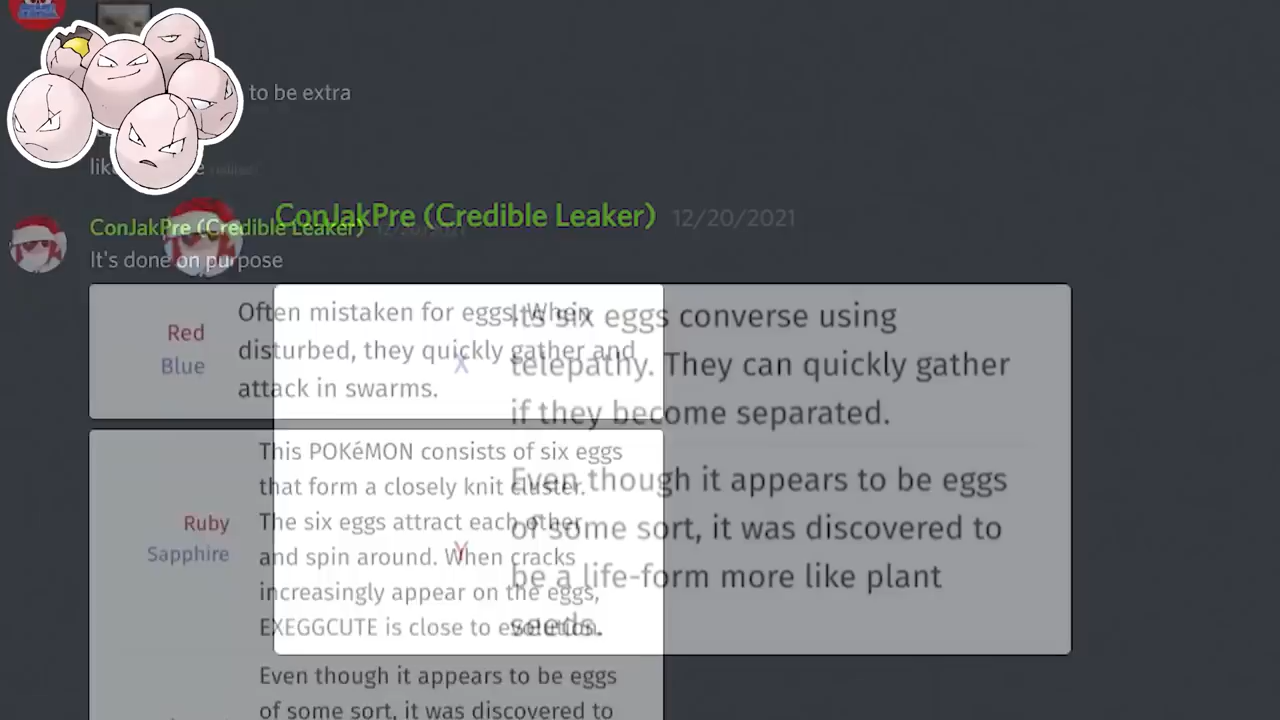 to be extra
ConJakPre (Credible Leaker) 12/20/2021
ConJakPre (Credible Leaker)
It's done on purpose
Red
Blue
Often mistaken for eggs. When
disturbed, they quickly gather and
attack in swarms.
X
Its six eggs converse using
telepathy. They can quickly gather
if they become separated.
Y
Even though it appears to be eggs
of some sort, it was discovered to
be a life-form more like plant
seeds.
Ruby
Sapphire
This POKéMON consists of six eggs
that form a closely knit cluster.
The six eggs attract each other
and spin around. When cracks
increasingly appear on the eggs,
EXEGGCUTE is close to evolution.
Even though it appears to be eggs
of some sort, it was discovered to